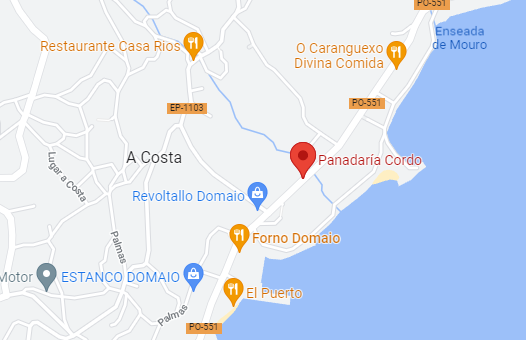 PO-551
Enseada
de Mouro
Restaurante Casa Rios
O Caranguexo
Divina Comida
PO-551
EP-1103
A Costa
Panadaría Cordo
Lugar a Costa
Revoltallo Domaio
Palmas
Forno Domaio
Motor
ESTANCO DOMAIO
El Puerto
Palmas
PO-551